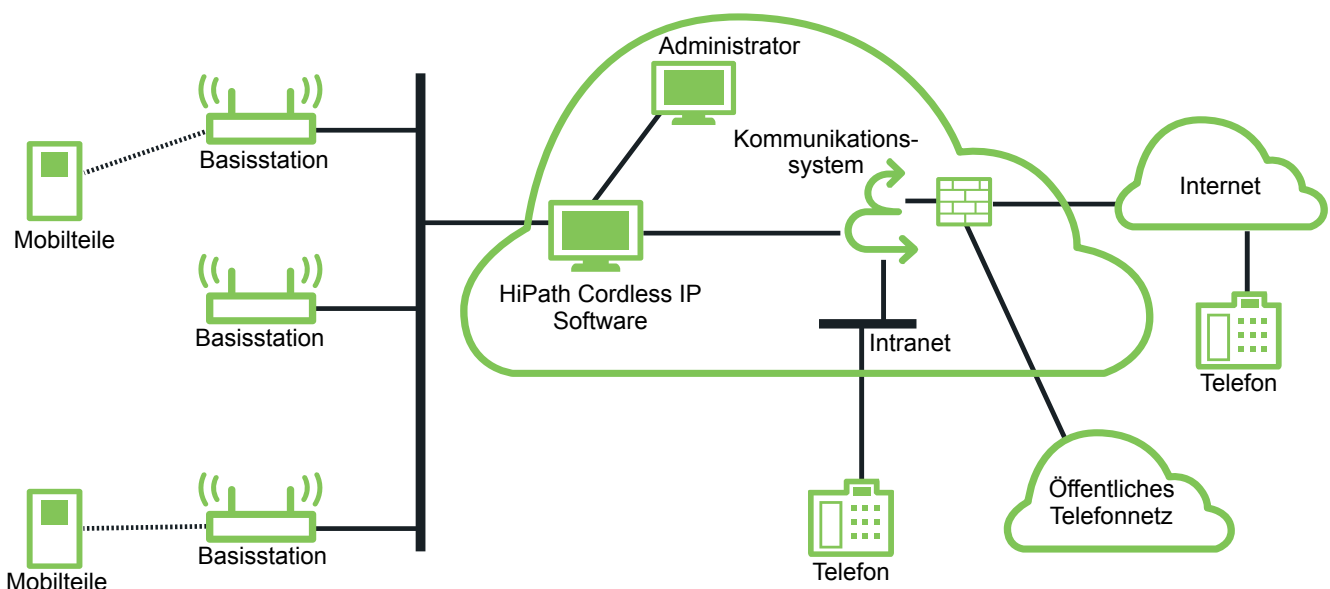 Administrator
Kommunikations-
system
Basisstation
Mobilteile
Internet
HiPath Cordless IP
Software
Basisstation
Intranet
Telefon
Öffentliches
Telefonnetz
Basisstation
Mobilteile
Telefon